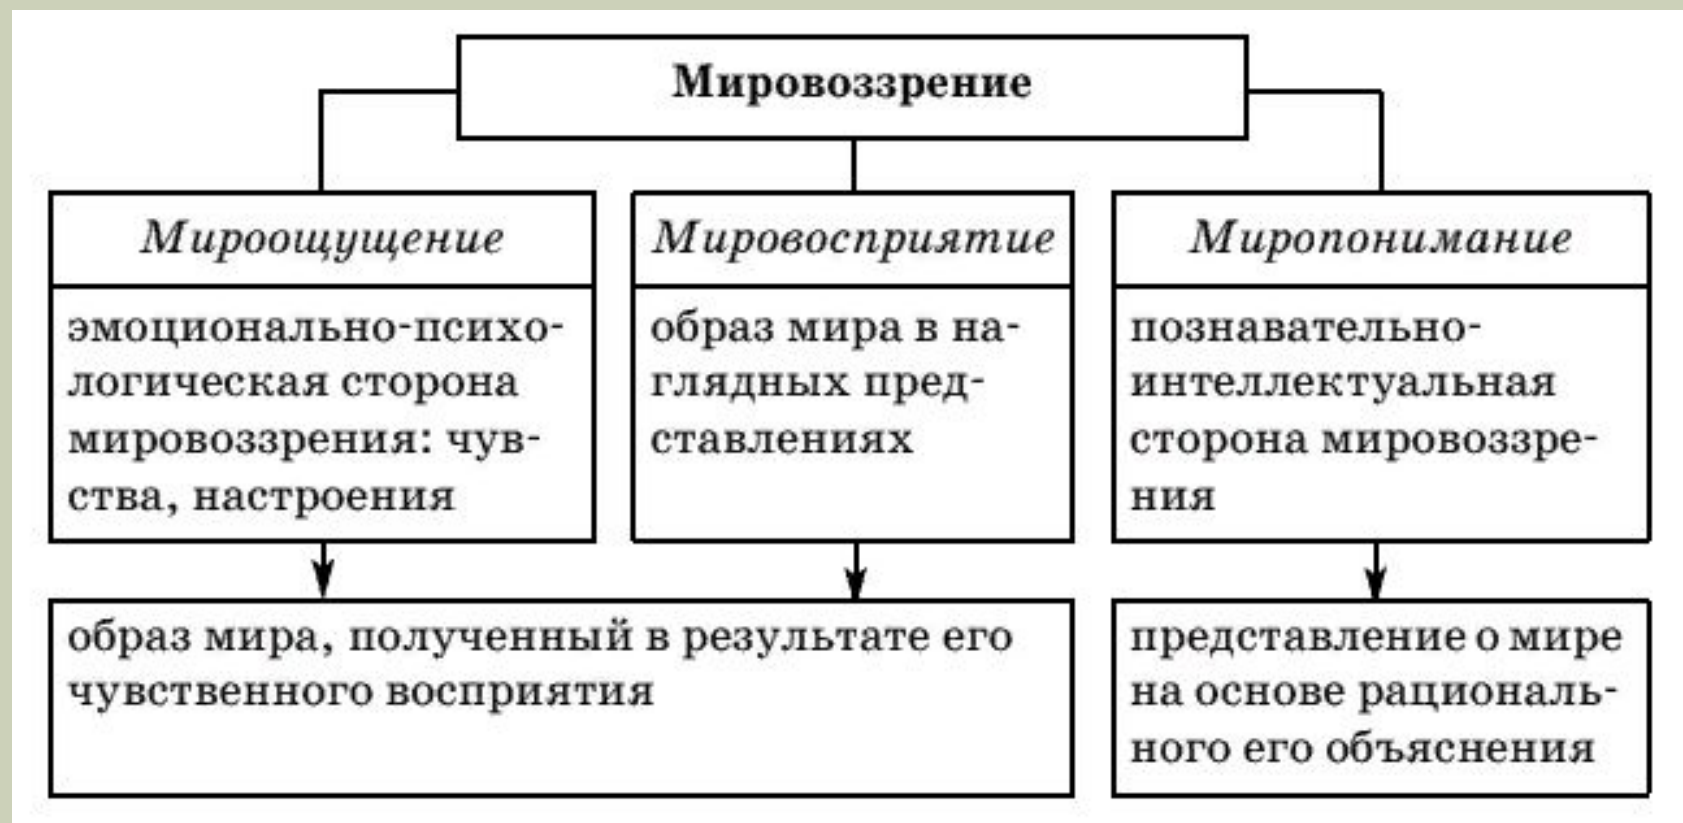 Мировоззрение
Мироощущение
эмоционально-психо-
логическая сторона
мировоззрения: чув-
ства, настроения
Мировосприятие
образ мира в на-
глядных пред-
ставлениях
Миропонимание
познавательно-
интеллектуальная
сторона мировоззре-
ния
образ мира, полученный в результате его
чувственного восприятия
представление о мире
на основе рациональ-
ного его объяснения